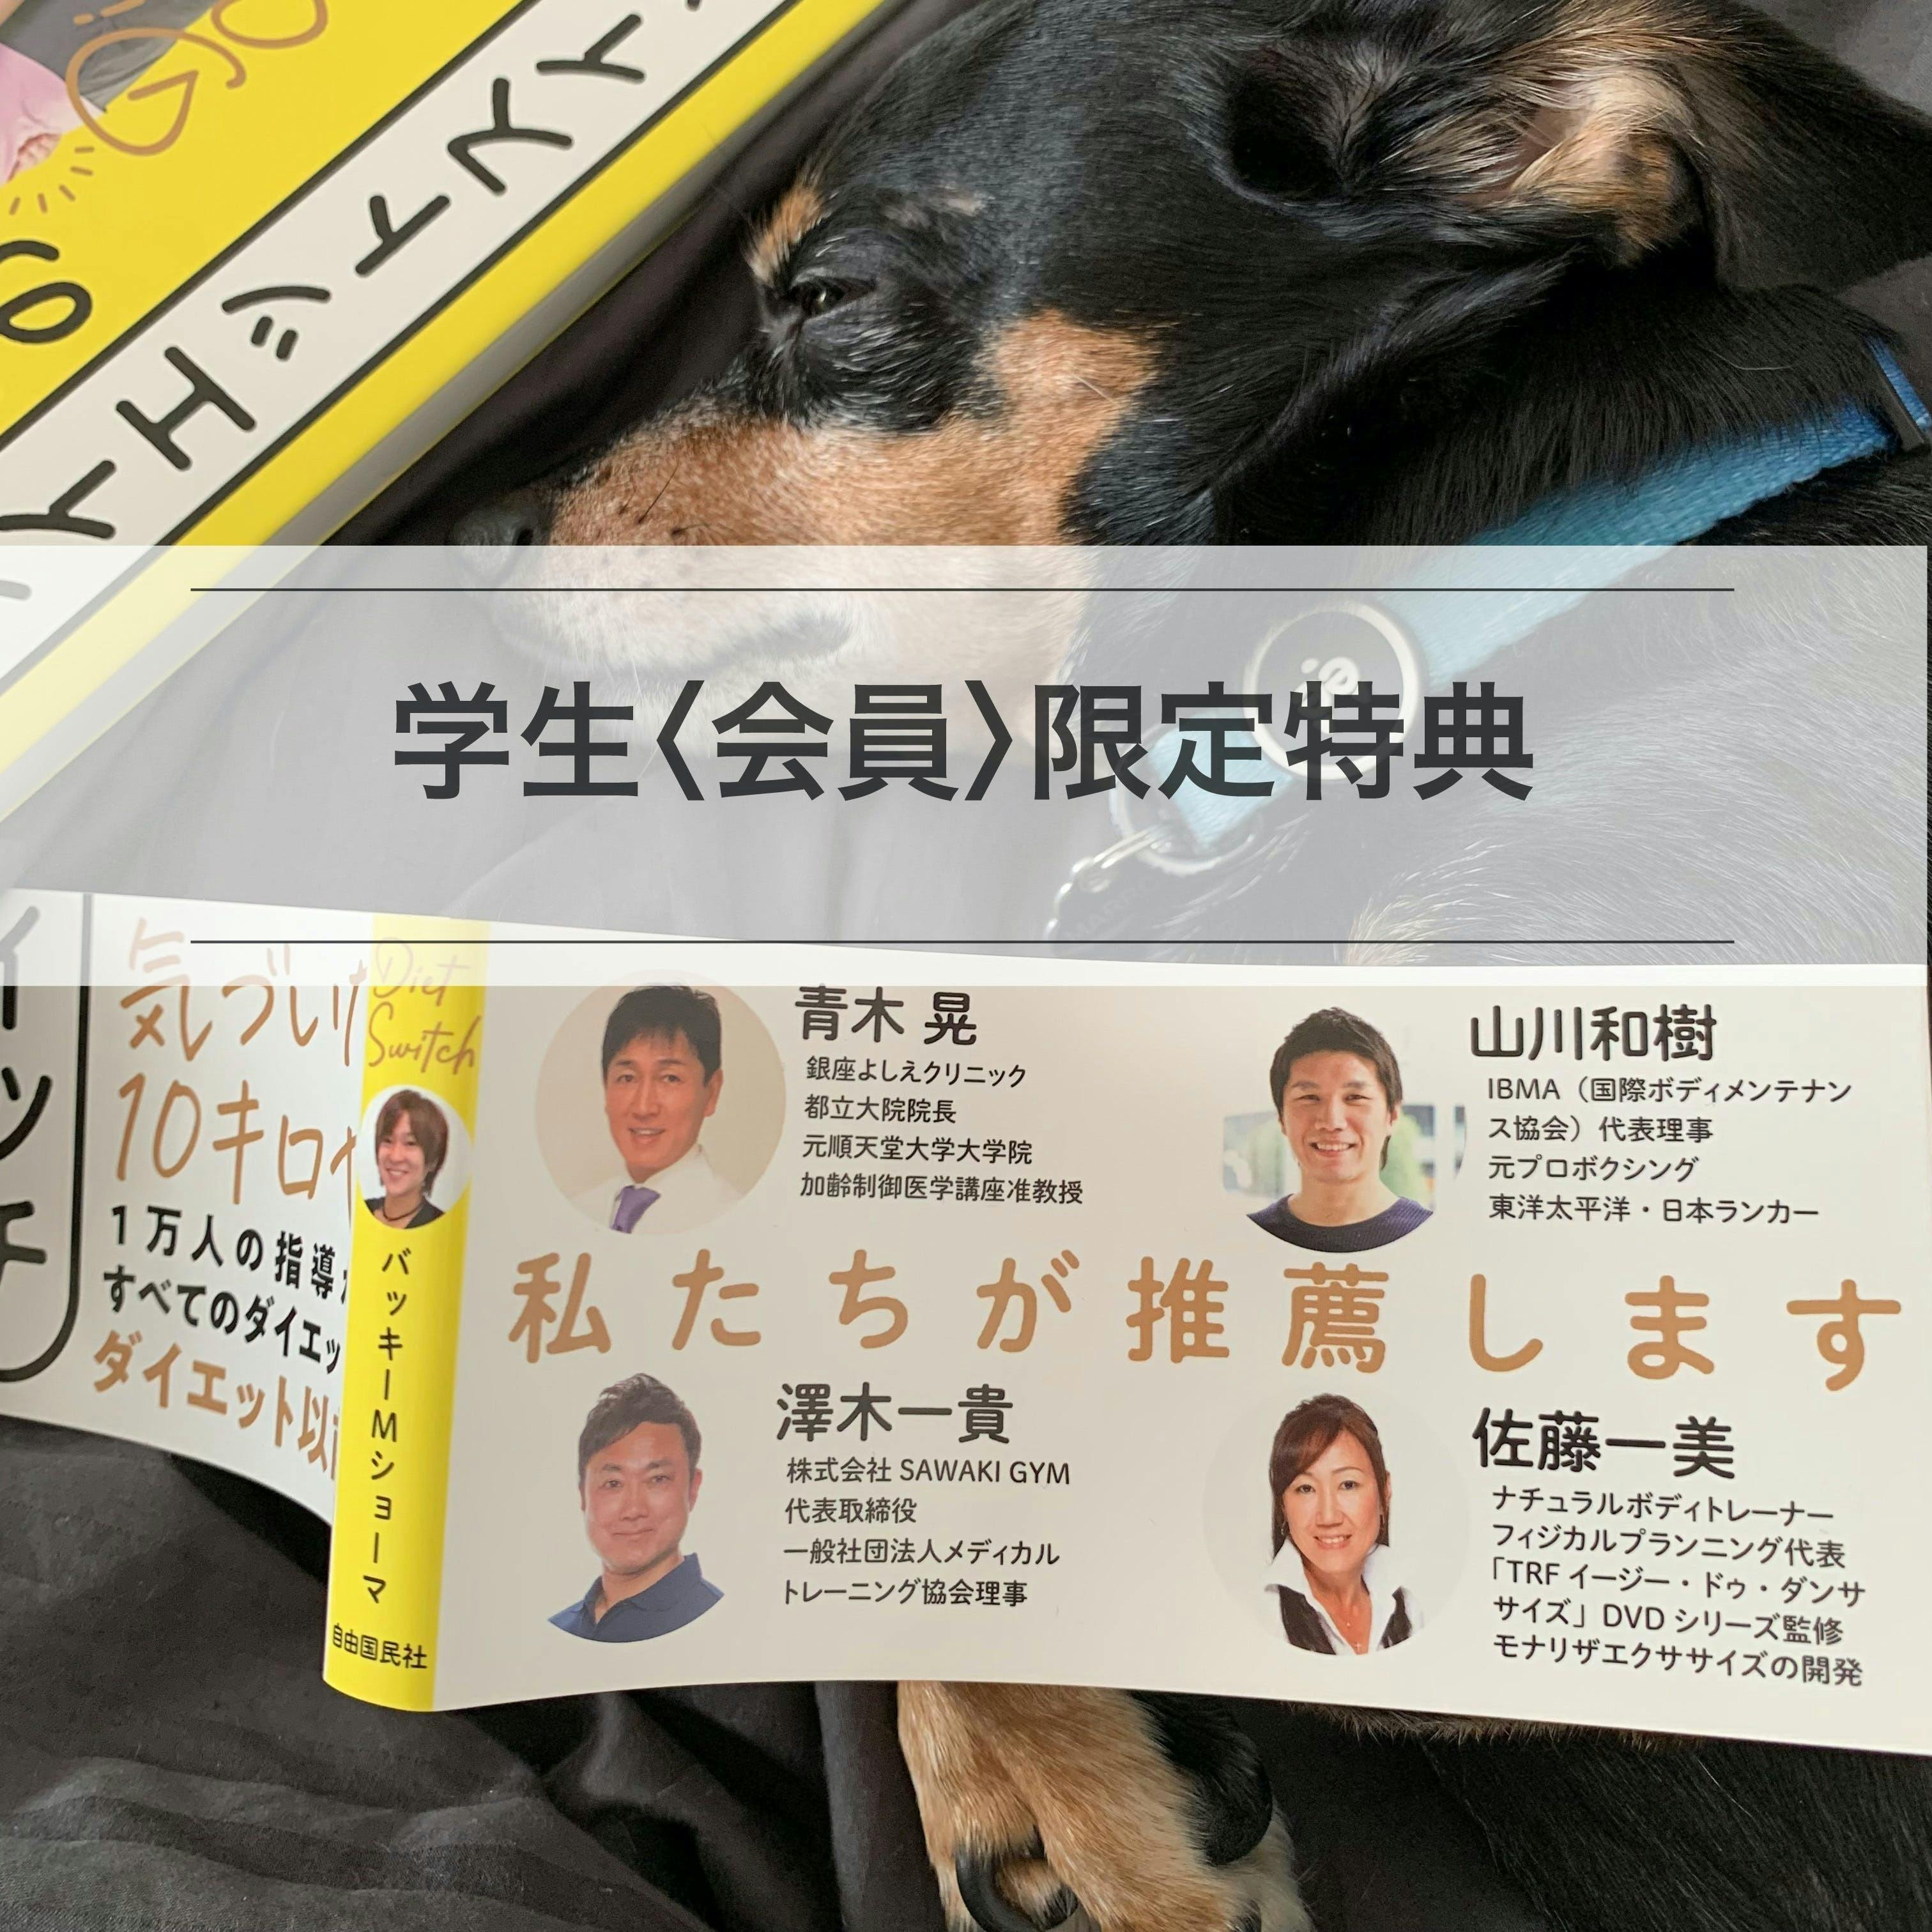 Go
ダイエットスイッチ
学生〈会員〉限定特典
気づけ
10キロヤ
1万人の指導
すべてのダイエッ
ダイエット以
Diet
Switch
バッキーMショーマ
自由国民社
青木 晃
銀座よしえクリニック
都立大院院長
元順天堂大学大学院
加齢制御医学講座准教授
山川和樹
IBMA（国際ボディメンテナン
ス協会）代表理事
元プロボクシング
東洋太平洋・日本ランカー
私たちが推薦します
澤木一貴
株式会社 SAWAKI GYM
代表取締役
一般社団法人メディカル
トレーニング協会理事
佐藤一美
ナチュラルボディトレーナー
フィジカルプランニング代表
「TRF イージー・ドゥ・ダンササイズ」DVD シリーズ監修
モナリザエクササイズの開発